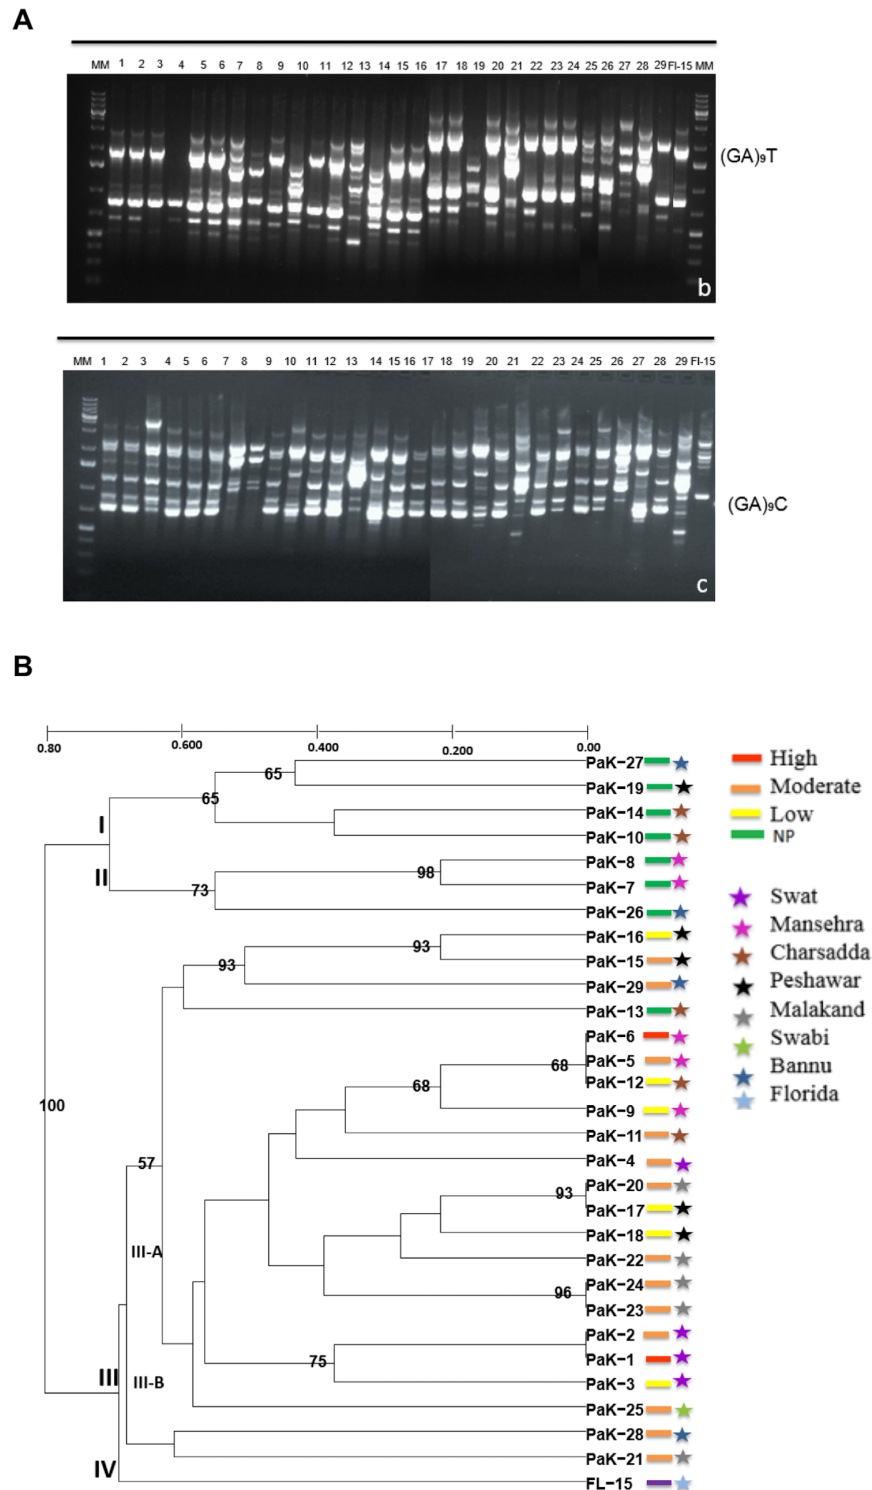 A
MM 1 2 3 4 5 6 7 8 9 10 11 12 13 14 15 16 17 18 19 20 21 22 23 24 25 26 27 28 29 Fl-15 MM
(GA)₉T
b
MM 1 2 3 4 5 6 7 8 9 10 11 12 13 14 15 16 17 18 19 20 21 22 23 24 25 26 27 28 29 Fl-15
(GA)₉C
c
B
0.80 0.600 0.400 0.200 0.00
PaK-27
High
65
PaK-19
Moderate
65
PaK-14
Low
I
PaK-10
NP
PaK-8
98
II
73
PaK-7
Swat
PaK-26
Mansehra
PaK-16
93
Charsadda
93
PaK-15
Peshawar
PaK-29
Malakand
PaK-13
Swabi
PaK-6
Bannu
68
PaK-5
Florida
68
PaK-12
100
PaK-9
PaK-11
57
PaK-4
93
PaK-20
PaK-17
PaK-18
III-A
PaK-22
96
PaK-24
PaK-23
PaK-2
75
PaK-1
III
III-B
PaK-3
PaK-25
PaK-28
IV
PaK-21
FL-15